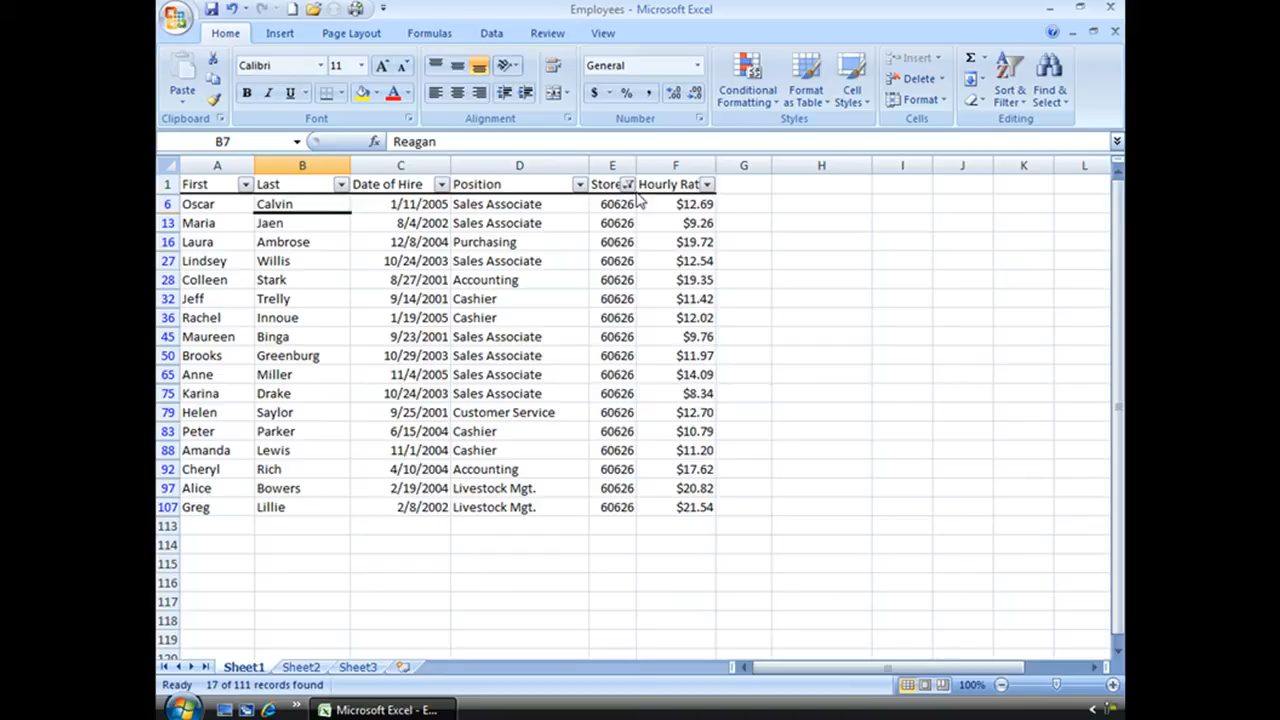 Employees - Microsoft Excel
Home Insert Page Layout Formulas Data Review View
Calibri 11 General Insert
Paste Conditional Formatting Format as Table Cell Styles Delete Sort & Filter Find & Select
B I U $ % , Format
Clipboard Font Alignment Number Styles Cells Editing
B7 fx Reagan
A B C D E F G H I J K L
1 First Last Date of Hire Position Store Hourly Rat
6 Oscar Calvin 1/11/2005 Sales Associate 60626 $12.69
13 Maria Jaen 8/4/2002 Sales Associate 60626 $9.26
16 Laura Ambrose 12/8/2004 Purchasing 60626 $19.72
27 Lindsey Willis 10/24/2003 Sales Associate 60626 $12.54
28 Colleen Stark 8/27/2001 Accounting 60626 $19.35
32 Jeff Trelly 9/14/2001 Cashier 60626 $11.42
36 Rachel Innoue 1/19/2005 Cashier 60626 $12.02
45 Maureen Binga 9/23/2001 Sales Associate 60626 $9.76
50 Brooks Greenburg 10/29/2003 Sales Associate 60626 $11.97
65 Anne Miller 11/4/2005 Sales Associate 60626 $14.09
75 Karina Drake 10/24/2003 Sales Associate 60626 $8.34
79 Helen Saylor 9/25/2001 Customer Service 60626 $12.70
83 Peter Parker 6/15/2004 Cashier 60626 $10.79
88 Amanda Lewis 11/1/2004 Cashier 60626 $11.20
92 Cheryl Rich 4/10/2004 Accounting 60626 $17.62
97 Alice Bowers 2/19/2004 Livestock Mgt. 60626 $20.82
107 Greg Lillie 2/8/2002 Livestock Mgt. 60626 $21.54
113
114
115
116
117
118
119
120
Sheet1 Sheet2 Sheet3
Ready 17 of 111 records found 100%
Microsoft Excel - E...